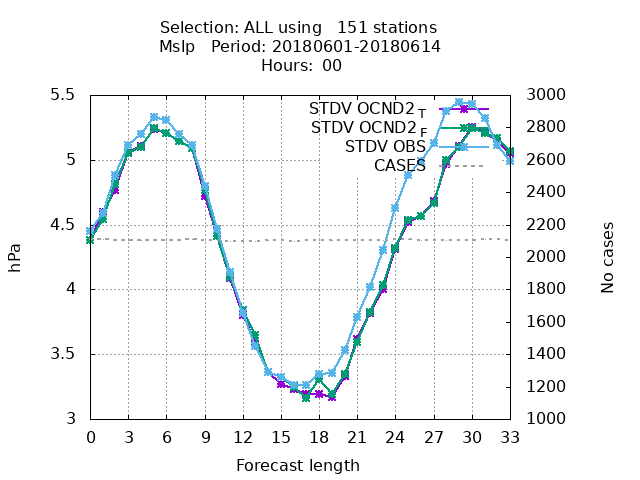 Selection: ALL using   151 stations
Mslp   Period: 20180601-20180614
Hours: 00
STDV OCND2 T
STDV OCND2 F
STDV OBS
CASES
5.5
5
4.5
4
3.5
3
3000
2800
2600
2400
2200
2000
1800
1600
1400
1200
1000
hPa
No cases
0 3 6 9 12 15 18 21 24 27 30 33
Forecast length